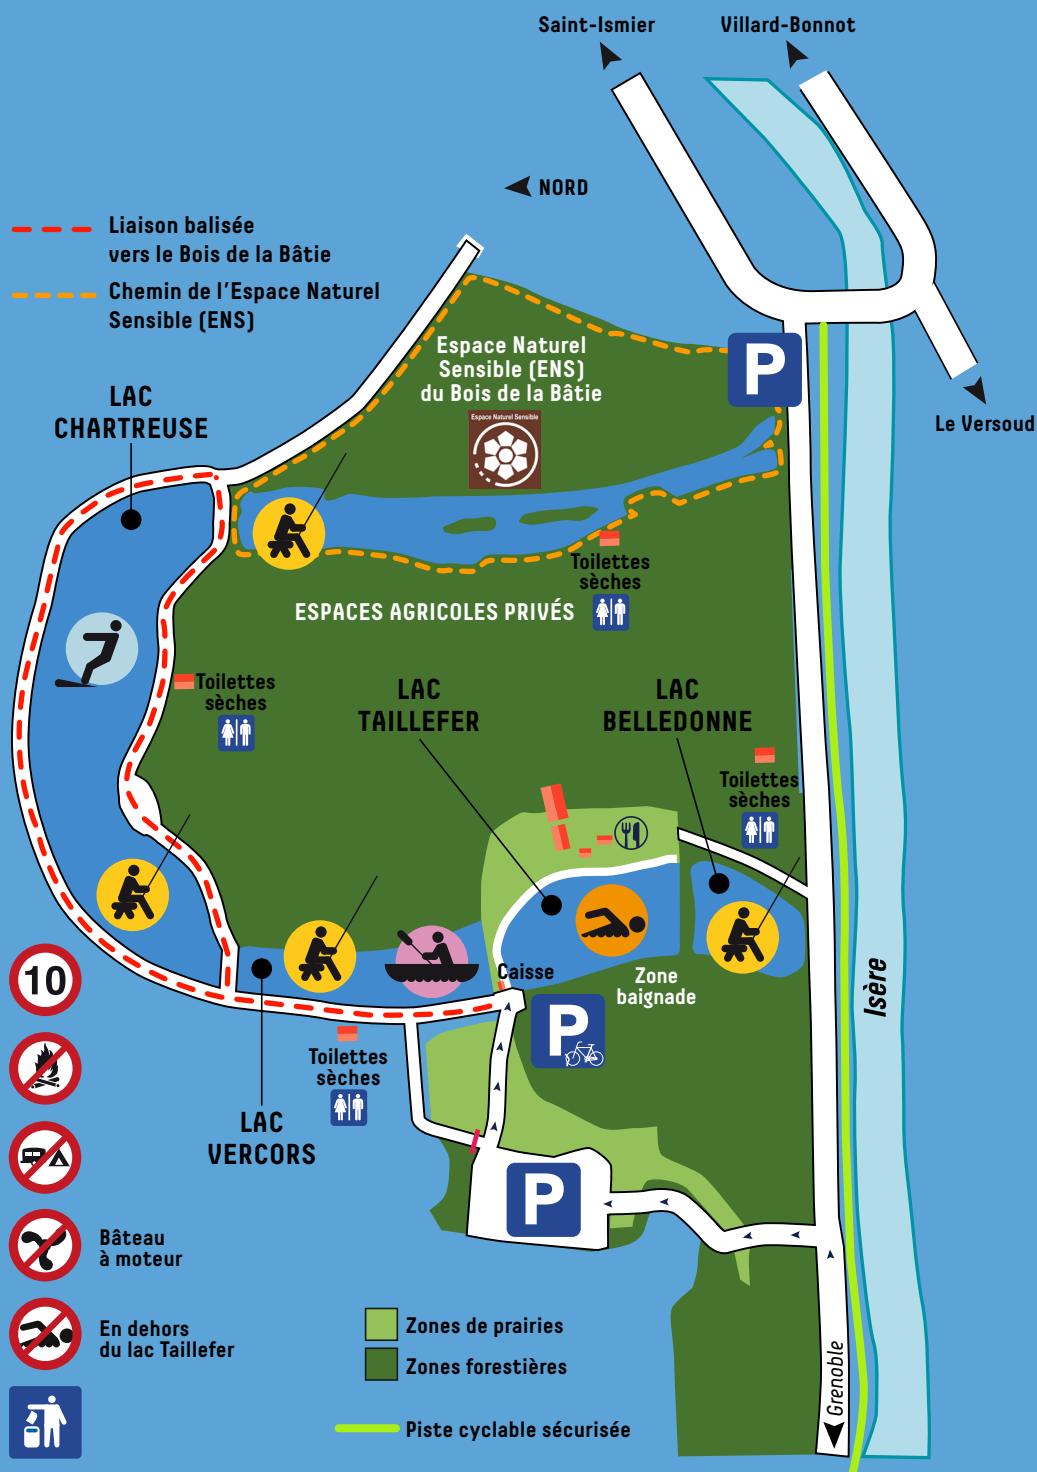 Saint-Ismier
Villard-Bonnot
NORD
Liaison balisée
vers le Bois de la Bâtie
Chemin de l'Espace Naturel
Sensible (ENS)
Espace Naturel
Sensible (ENS)
du Bois de la Bâtie
P
LAC
CHARTREUSE
Espace Naturel Sensible
Le Versoud
Toilettes
sèches
ESPACES AGRICOLES PRIVÉS
Toilettes
sèches
LAC
TAILLEFER
LAC
BELLEDONNE
Toilettes
sèches
Caisse
Zone
baignade
Isère
10
P
Toilettes
sèches
LAC
VERCORS
P
Bâteau
à moteur
En dehors
du lac Taillefer
Zones de prairies
Zones forestières
Grenoble
Piste cyclable sécurisée